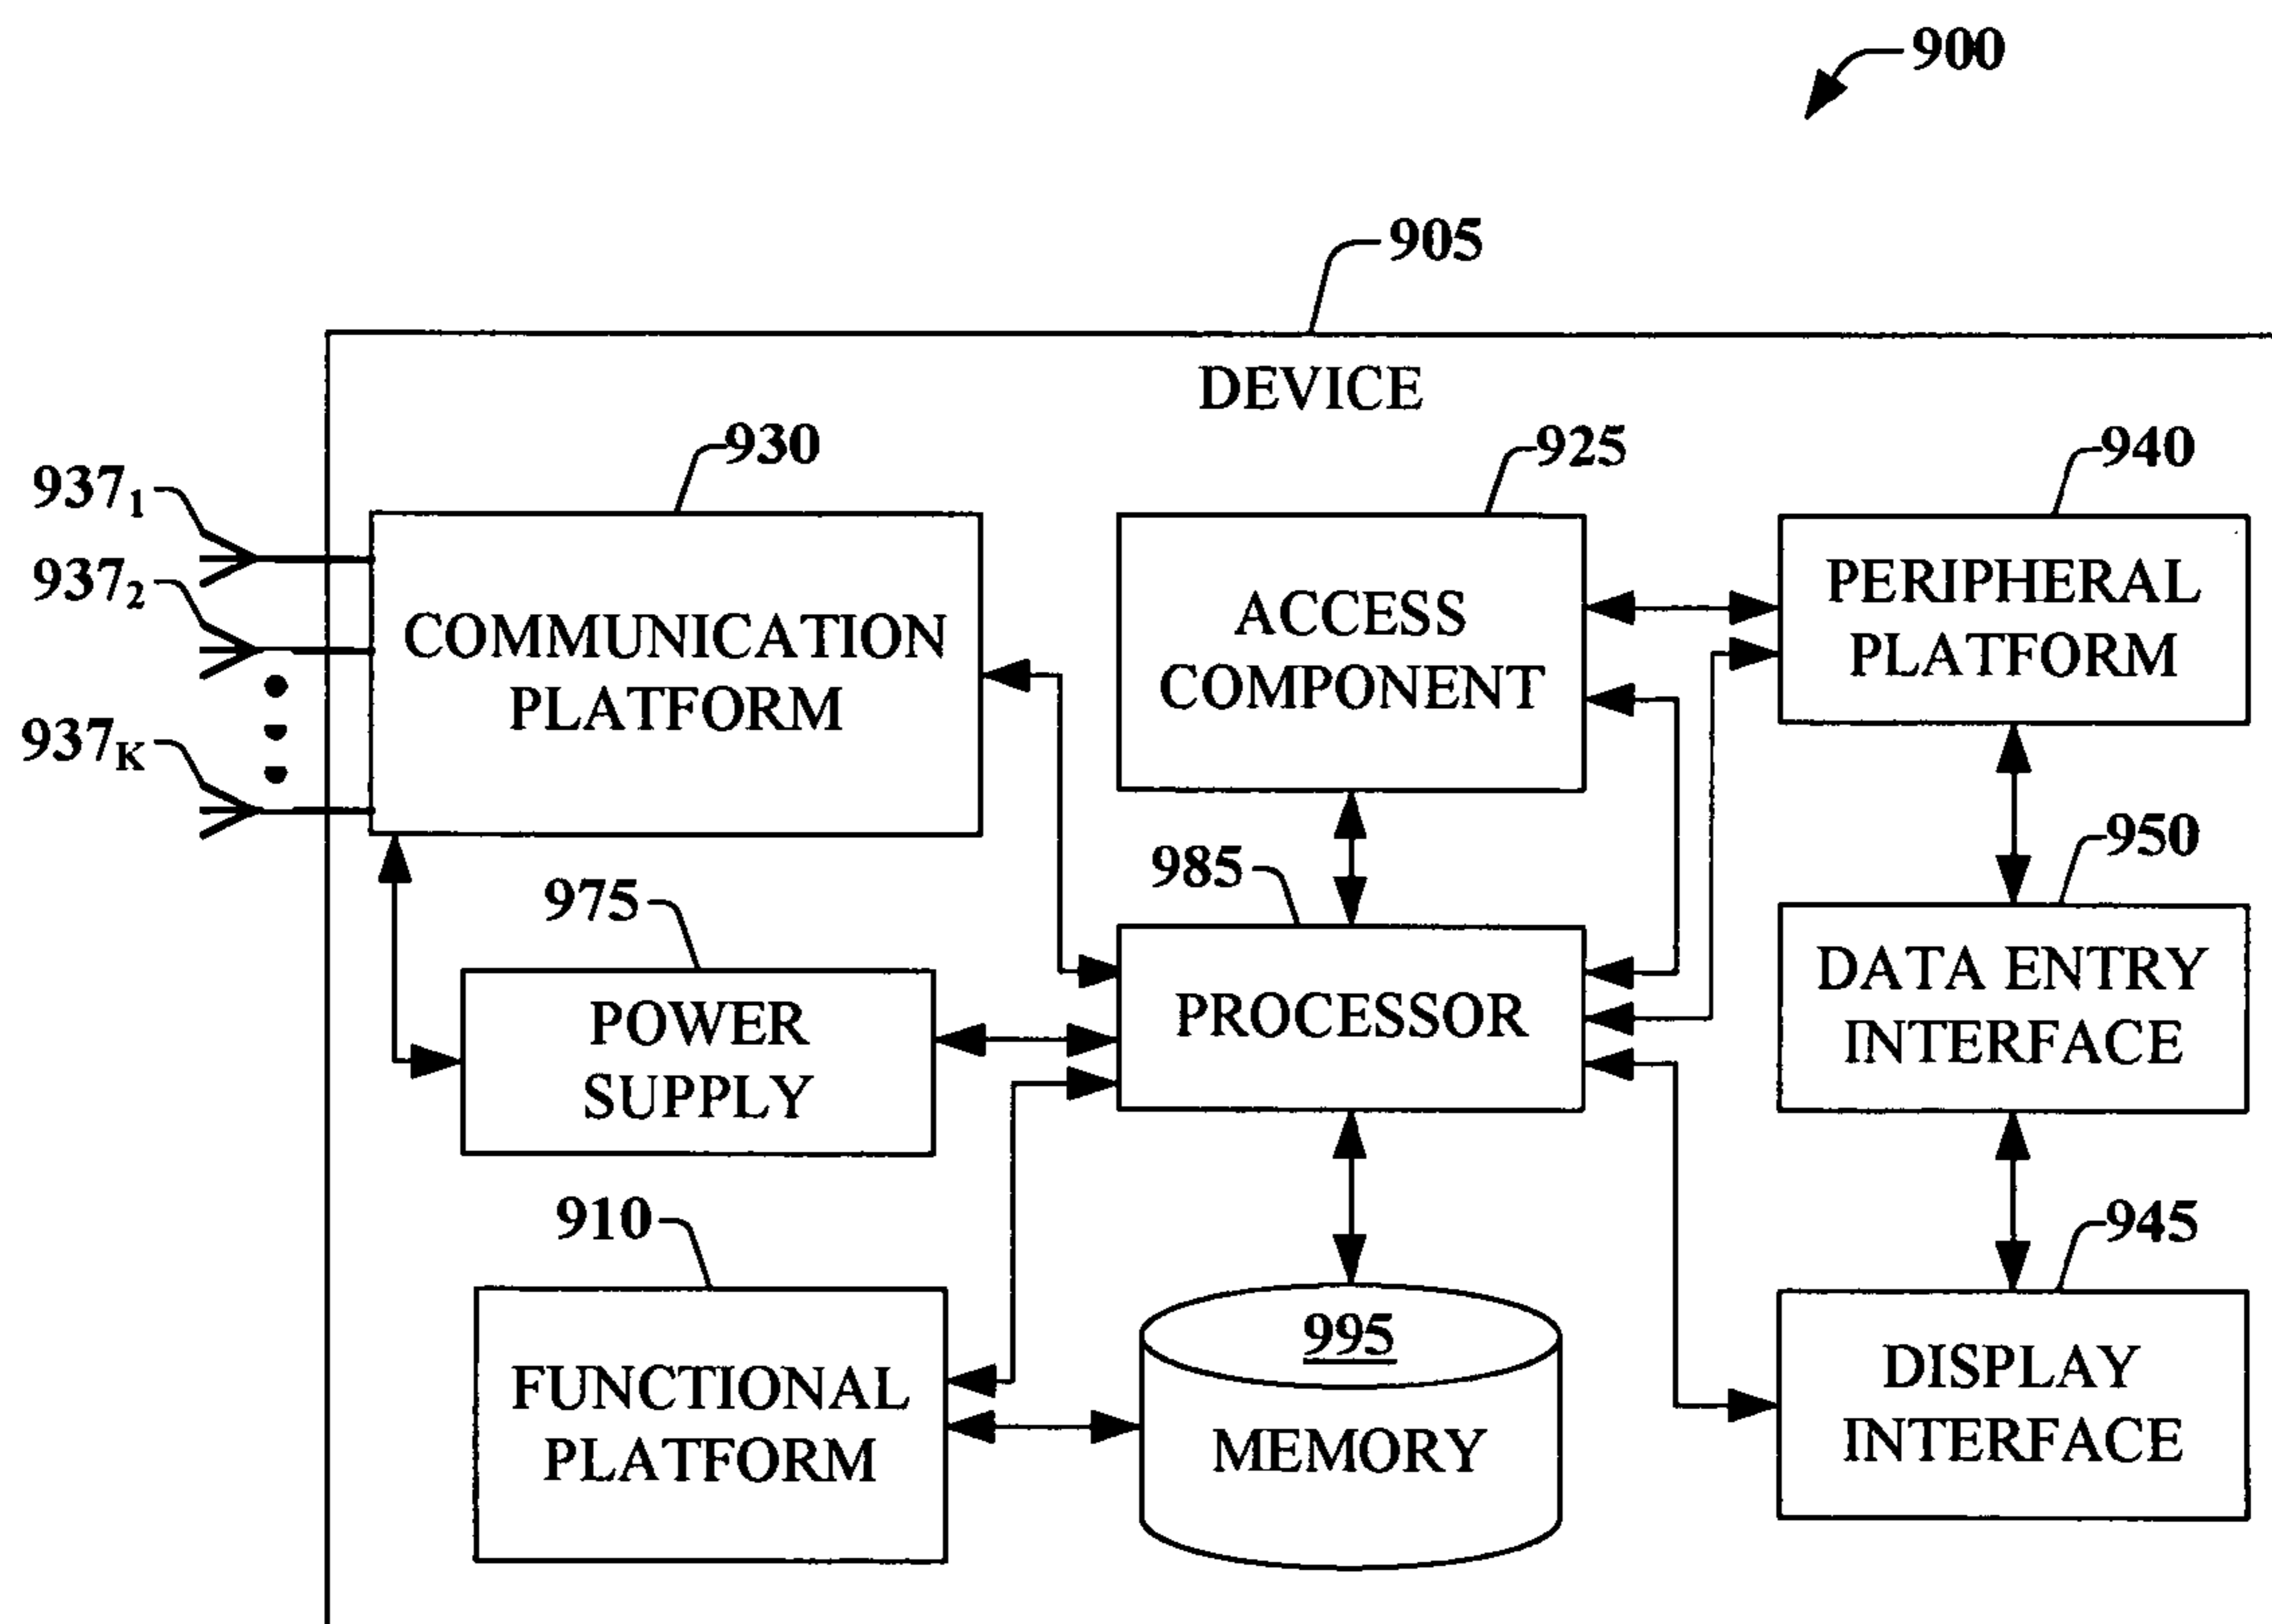 900
905
DEVICE
930
925
940
937₁
COMMUNICATION
PLATFORM
ACCESS
COMPONENT
PERIPHERAL
PLATFORM
937₂
937ₖ
950
985
975
POWER
SUPPLY
PROCESSOR
DATA ENTRY
INTERFACE
910
945
FUNCTIONAL
PLATFORM
995
MEMORY
DISPLAY
INTERFACE